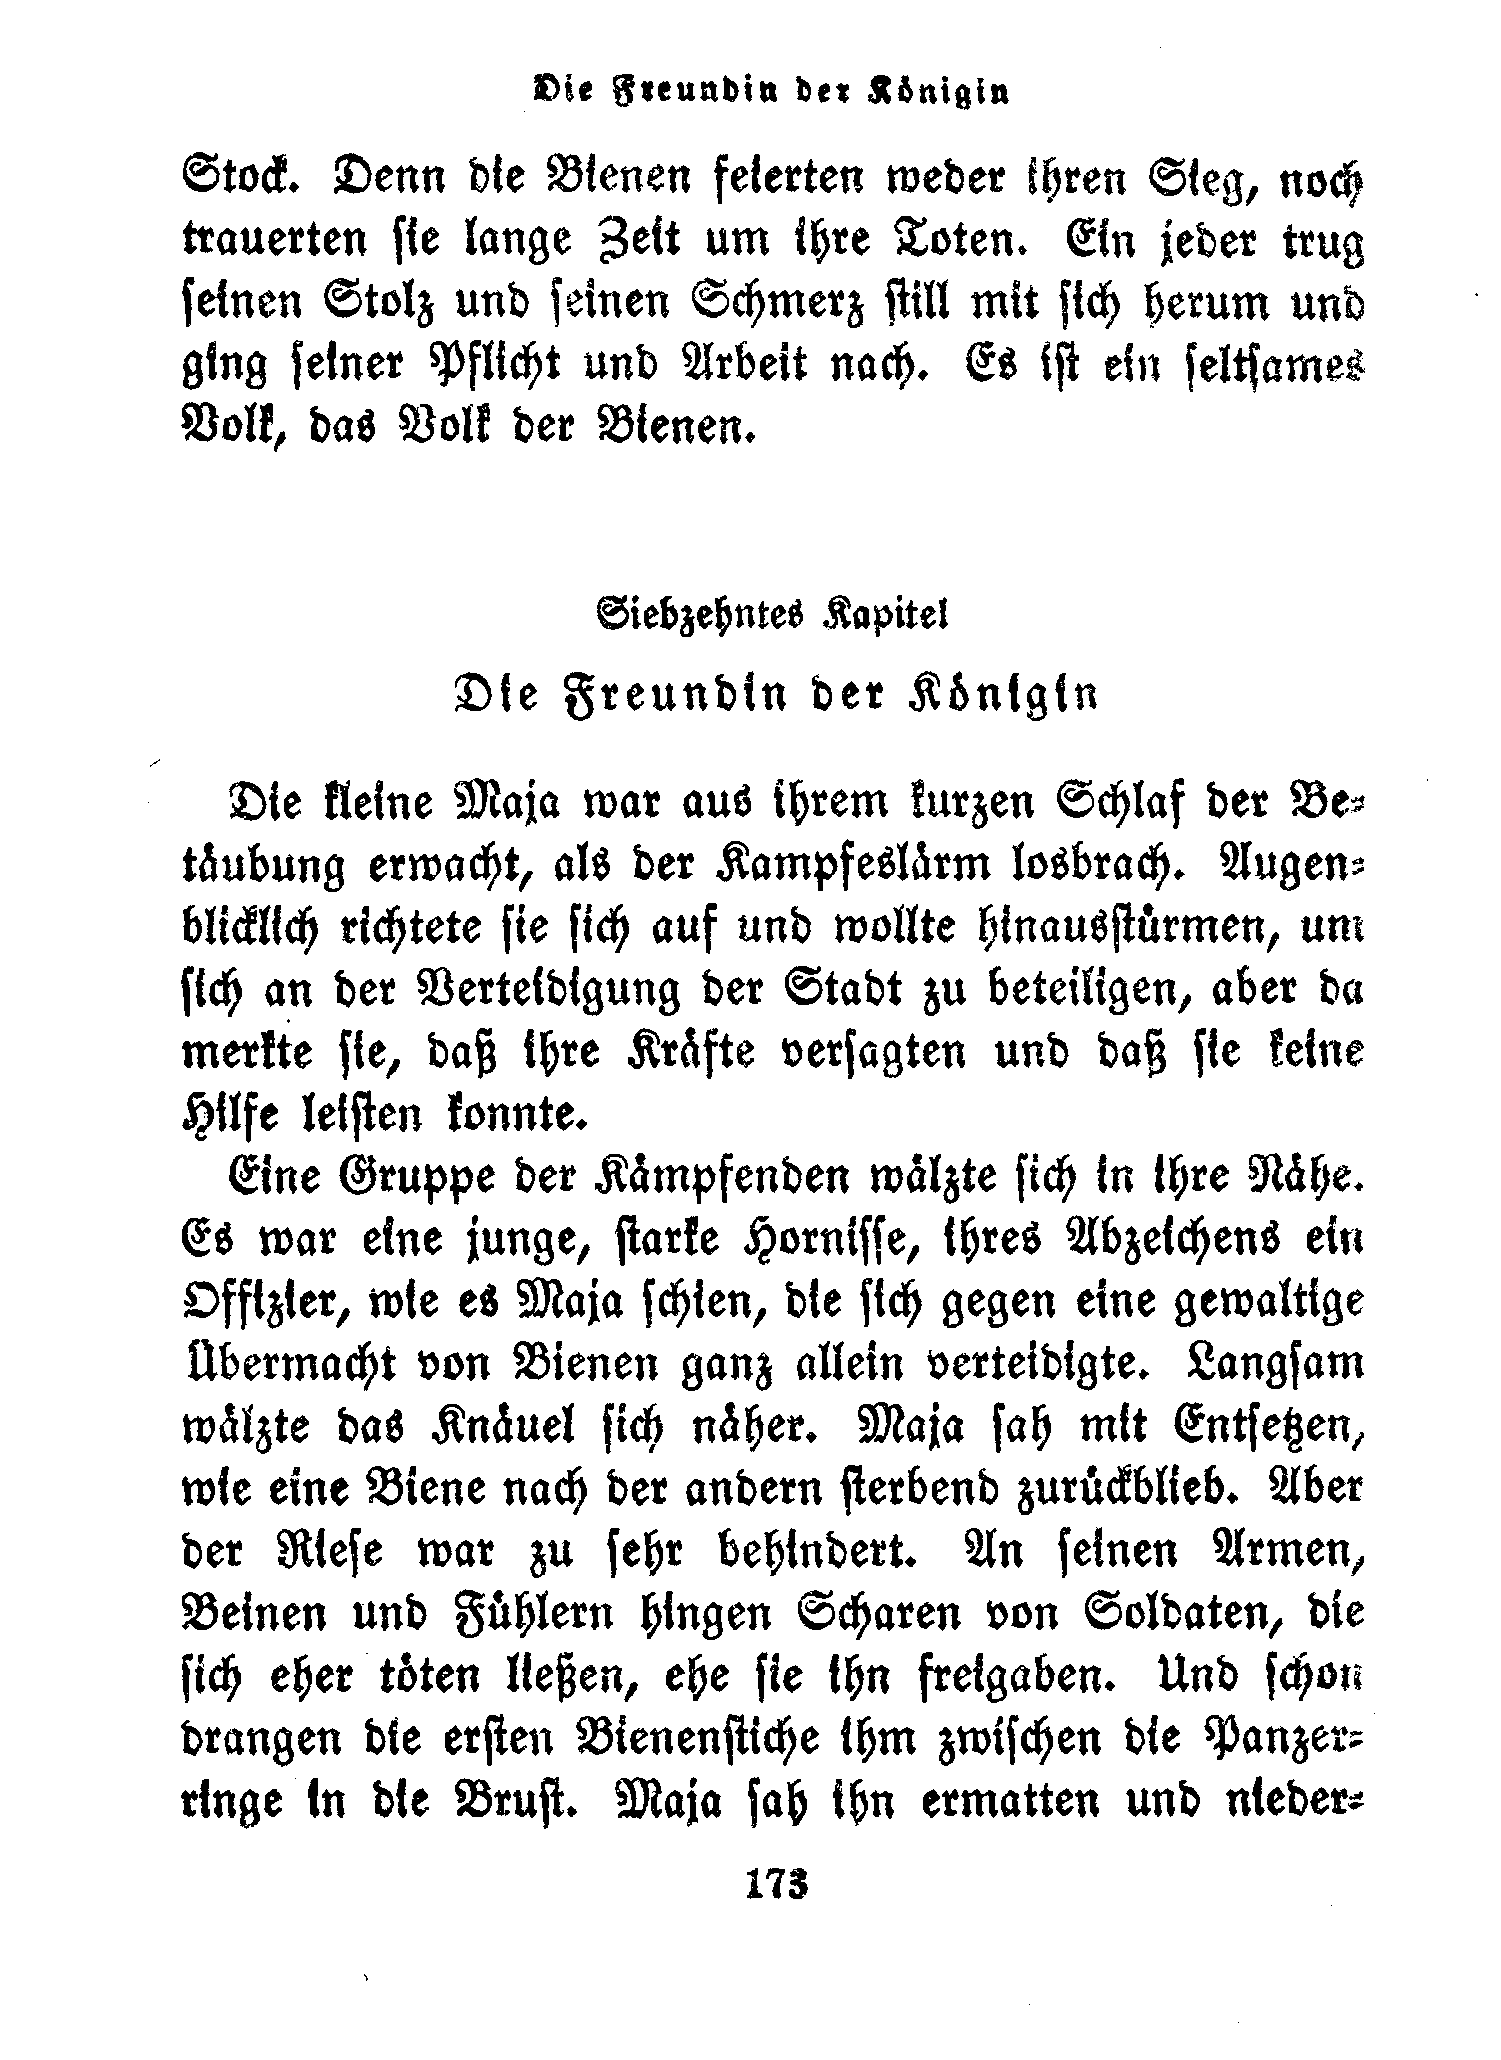 Die Freundin der Königin
Stock. Denn die Bienen feierten weder ihren Sieg, noch
trauerten sie lange Zeit um ihre Toten. Ein jeder trug
seinen Stolz und seinen Schmerz still mit sich herum und
ging seiner Pflicht und Arbeit nach. Es ist ein seltsames
Volk, das Volk der Bienen.
Siebzehntes Kapitel
Die Freundin der Königin
Die kleine Maja war aus ihrem kurzen Schlaf der Be-
täubung erwacht, als der Kampfeslärm losbrach. Augen-
blicklich richtete sie sich auf und wollte hinausstürmen, um
sich an der Verteidigung der Stadt zu beteiligen, aber da
merkte sie, daß ihre Kräfte versagten und daß sie keine
Hilfe leisten konnte.
Eine Gruppe der Kämpfenden wälzte sich in ihre Nähe.
Es war eine junge, starke Hornisse, ihres Abzeichens ein
Offizier, wie es Maja schien, die sich gegen eine gewaltige
Übermacht von Bienen ganz allein verteidigte. Langsam
wälzte das Knäuel sich näher. Maja sah mit Entsetzen,
wie eine Biene nach der andern sterbend zurückblieb. Aber
der Riese war zu sehr behindert. An seinen Armen,
Beinen und Fühlern hingen Scharen von Soldaten, die
sich eher töten ließen, ehe sie ihn freigaben. Und schon
drangen die ersten Bienenstiche ihm zwischen die Panzer-
ringe in die Brust. Maja sah ihn ermatten und nieder-
173